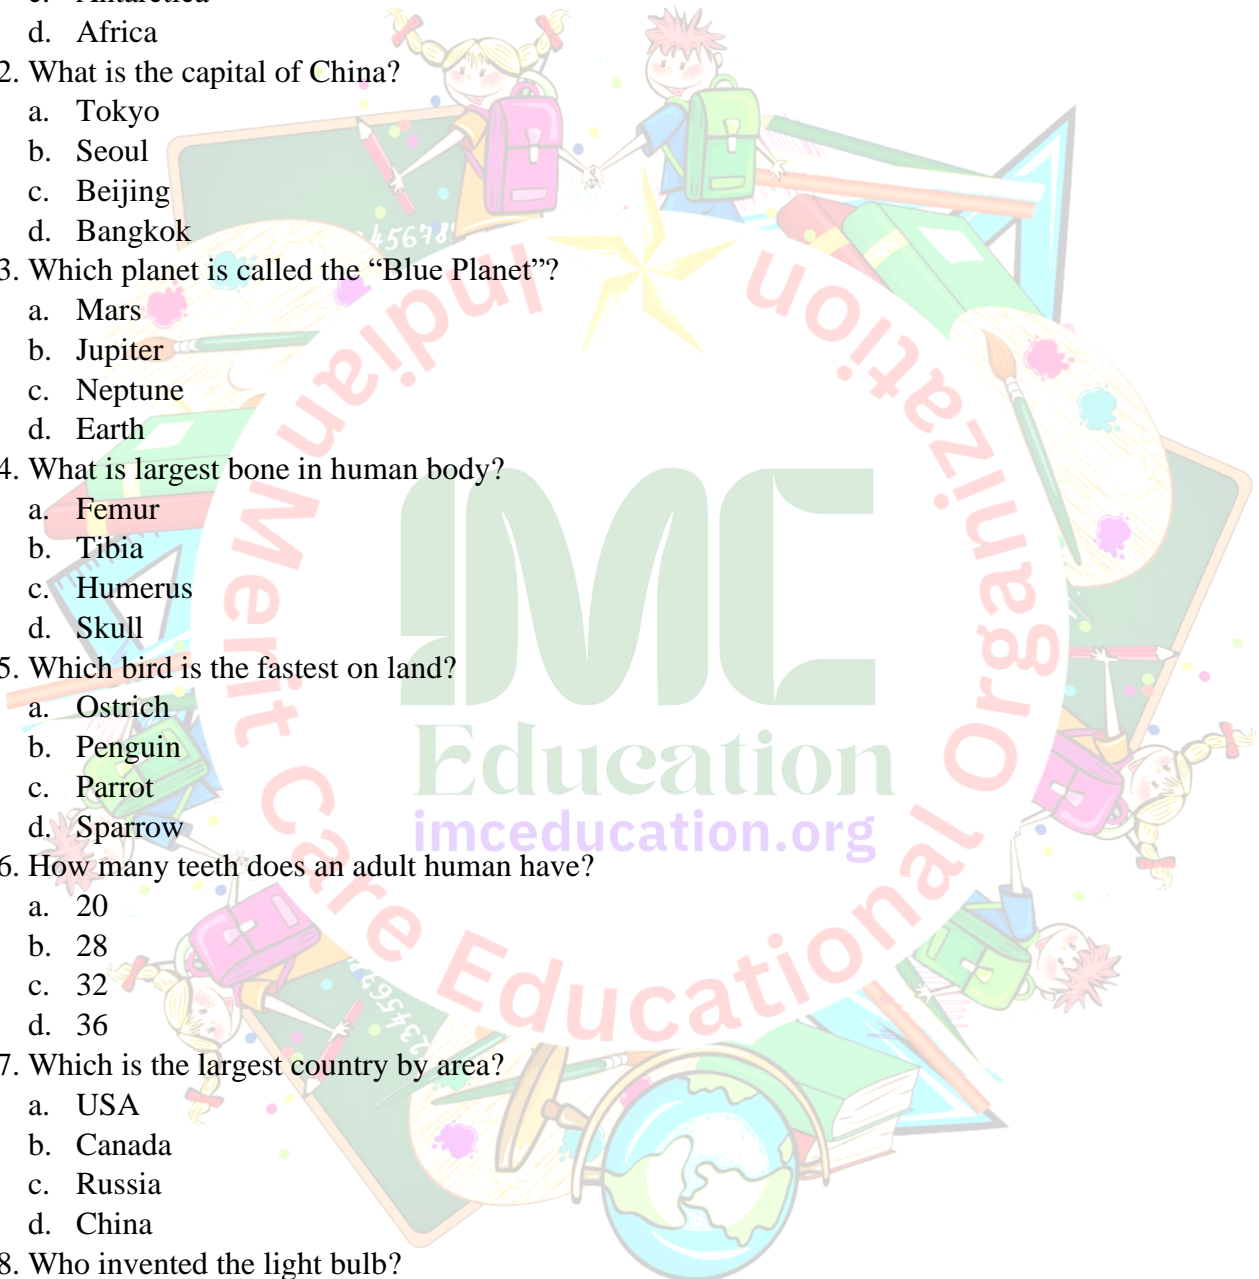 d. Africa
2. What is the capital of China?
a. Tokyo
b. Seoul
c. Beijing
d. Bangkok
3. Which planet is called the “Blue Planet”?
a. Mars
b. Jupiter
c. Neptune
d. Earth
4. What is largest bone in human body?
a. Femur
b. Tibia
c. Humerus
d. Skull
5. Which bird is the fastest on land?
a. Ostrich
b. Penguin
c. Parrot
d. Sparrow
6. How many teeth does an adult human have?
a. 20
b. 28
c. 32
d. 36
7. Which is the largest country by area?
a. USA
b. Canada
c. Russia
d. China
8. Who invented the light bulb?
Indian Merit Care Educational Organization
IMC
Education
imceducation.org